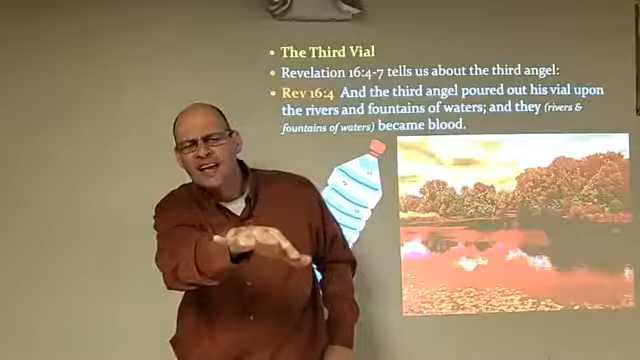 The Third Vial
Revelation 16:4-7 tells us about the third angel:
Rev 16:4 And the third angel poured out his vial upon
the rivers and fountains of waters; and they (rivers &
fountains of waters) became blood.